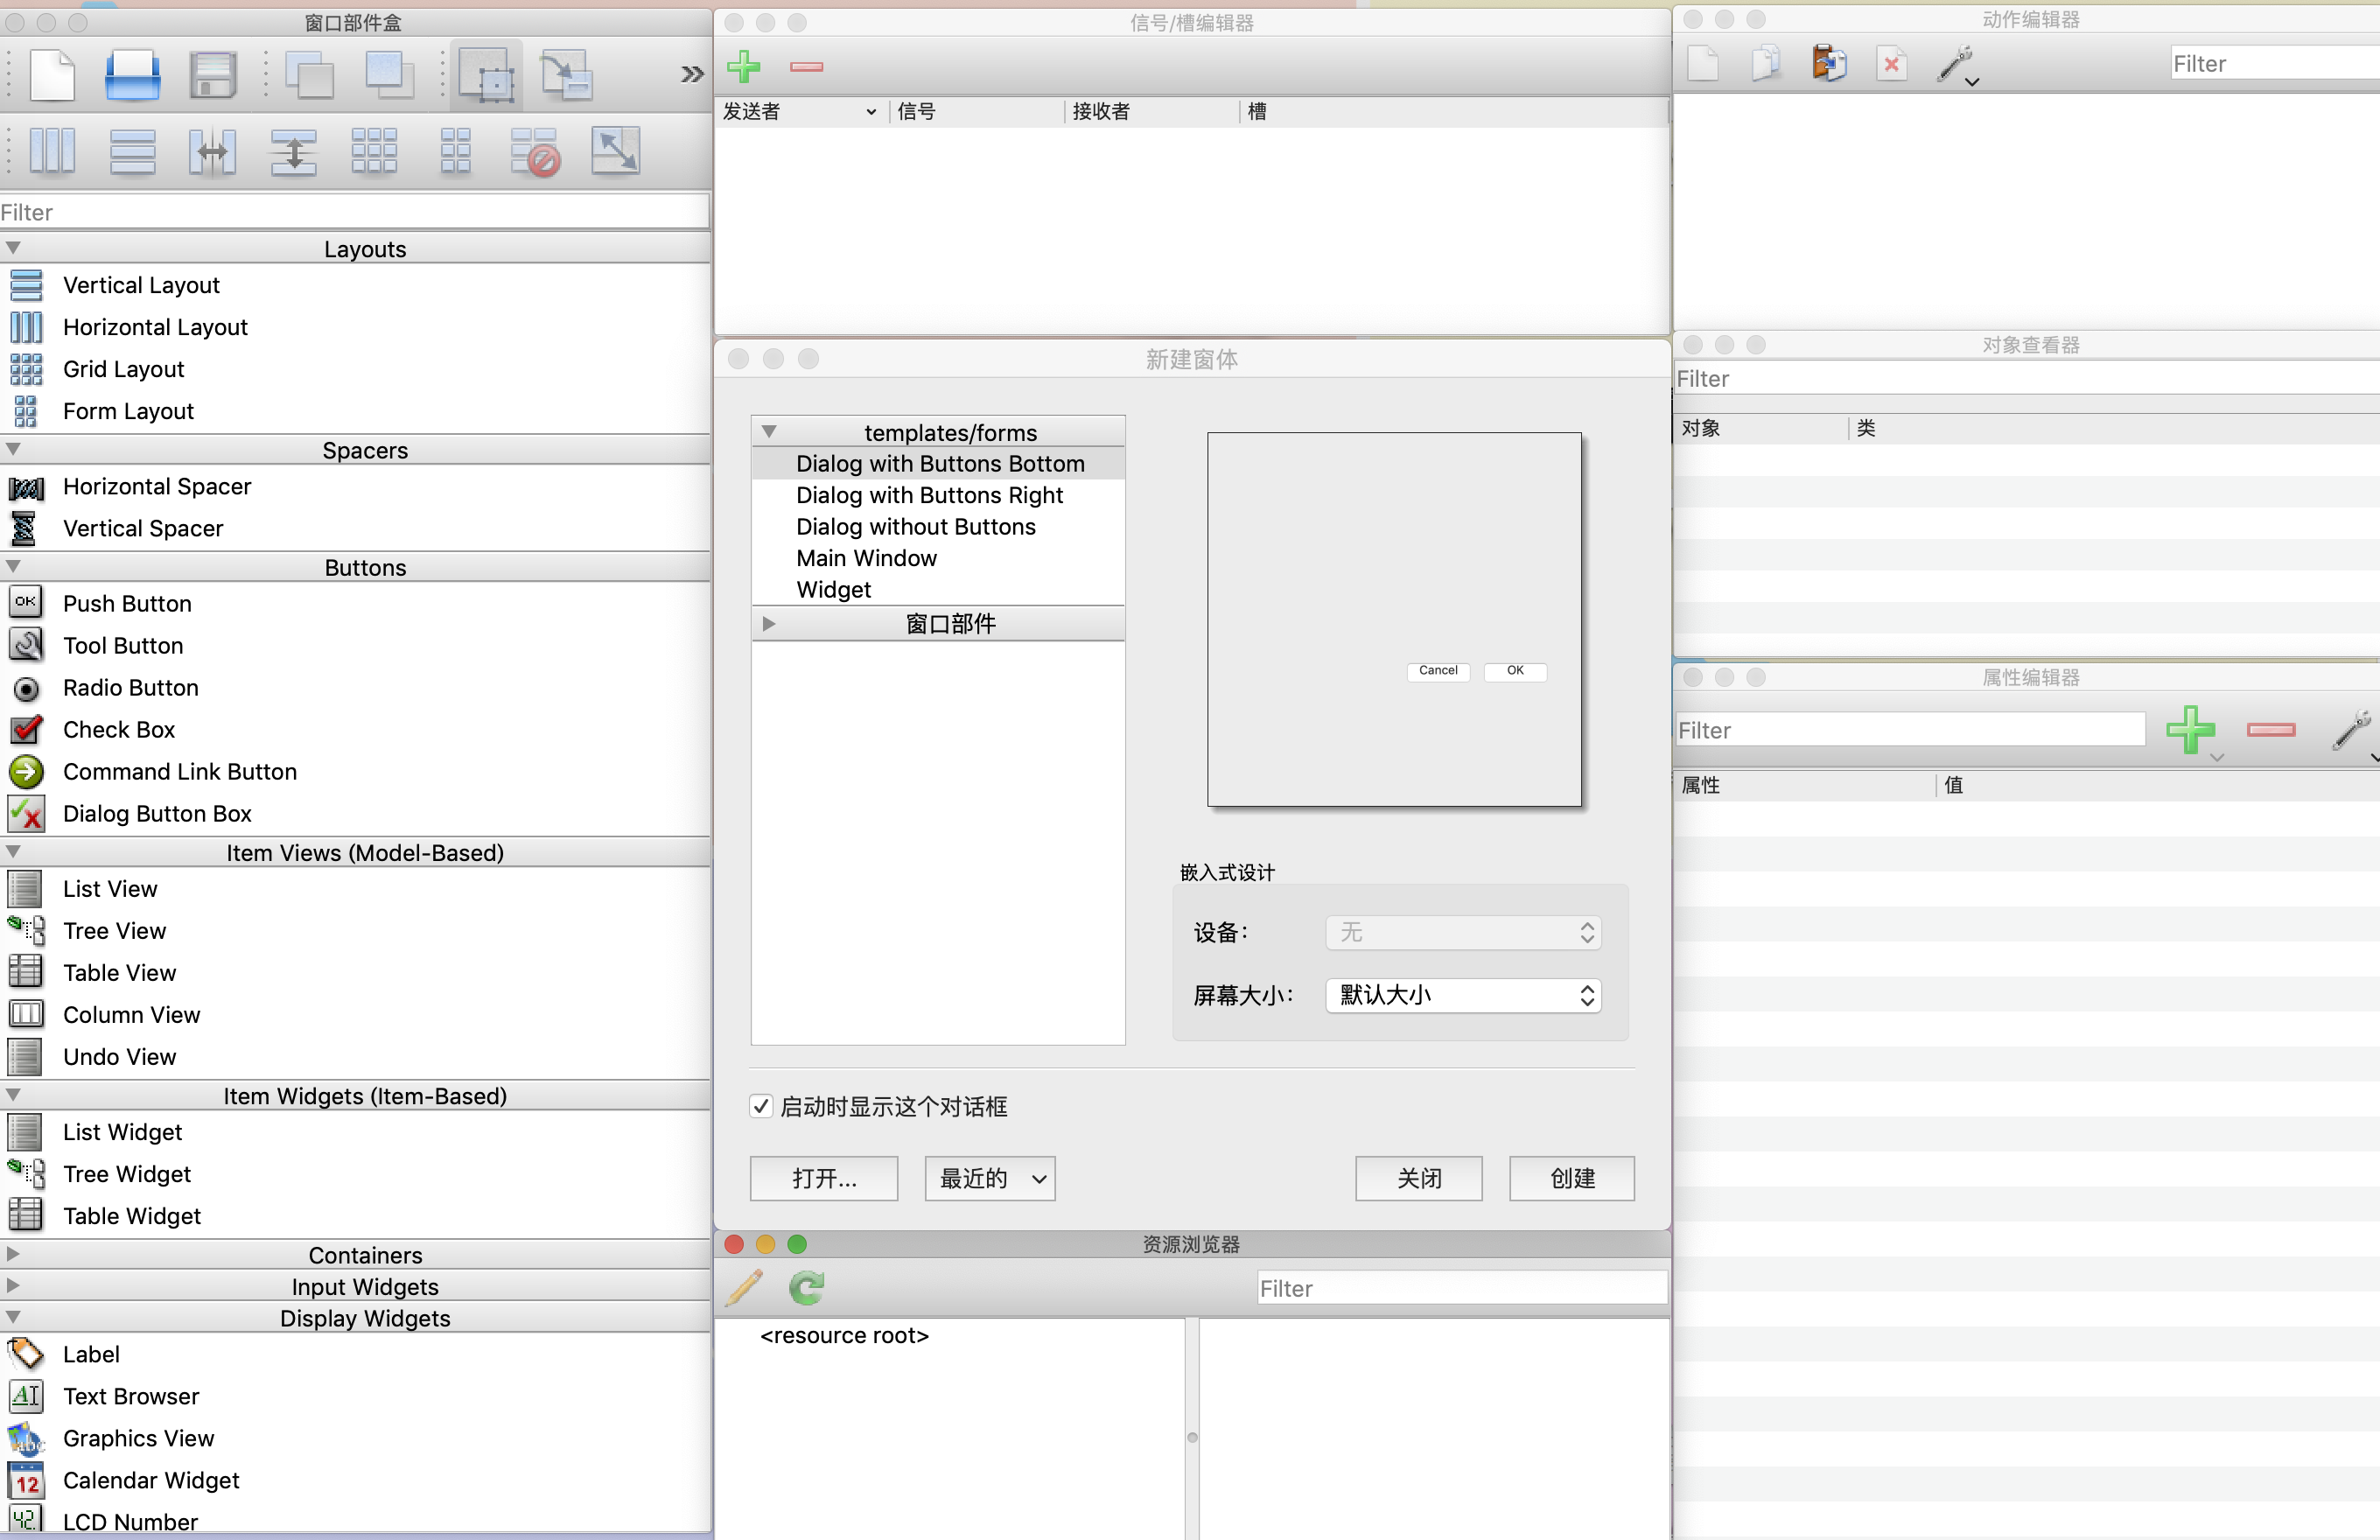 窗口部件盒
Filter
Layouts
Vertical Layout
Horizontal Layout
Grid Layout
Form Layout
Spacers
Horizontal Spacer
Vertical Spacer
Buttons
OK
Push Button
Tool Button
Radio Button
Check Box
Command Link Button
Dialog Button Box
Item Views (Model-Based)
List View
Tree View
Table View
Column View
Undo View
Item Widgets (Item-Based)
List Widget
Tree Widget
Table Widget
Containers
Input Widgets
Display Widgets
Label
AI Text Browser
Graphics View
12 Calendar Widget
42 LCD Number
信号/槽编辑器
发送者 信号 接收者 槽
新建窗体
templates/forms
Dialog with Buttons Bottom
Dialog with Buttons Right
Dialog without Buttons
Main Window
Widget
窗口部件
Cancel OK
嵌入式设计
设备: 无
屏幕大小: 默认大小
启动时显示这个对话框
打开... 最近的 关闭 创建
资源浏览器
Filter
<resource root>
动作编辑器
Filter
对象查看器
Filter
对象 类
属性编辑器
Filter
属性 值